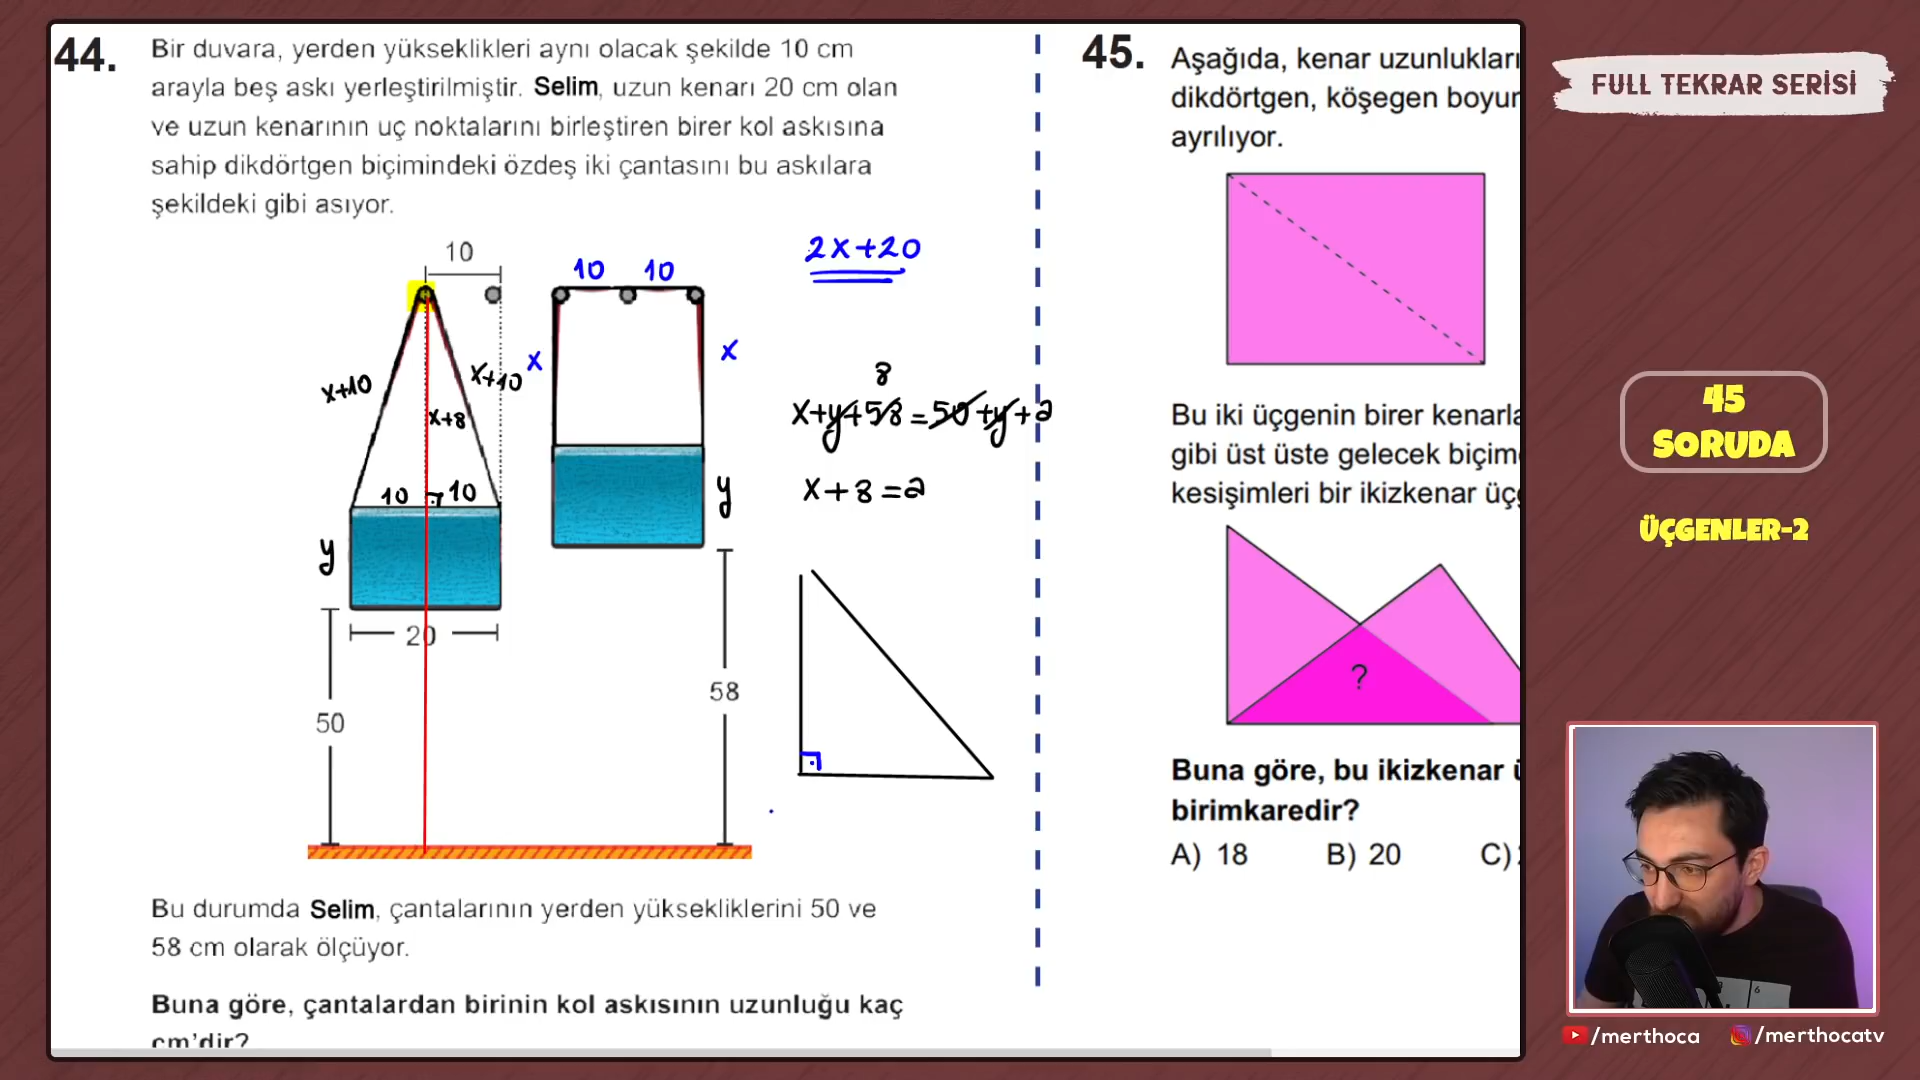 44.
Bir duvara, yerden yükseklikleri aynı olacak şekilde 10 cm
arayla beş askı yerleştirilmiştir. Selim, uzun kenarı 20 cm olan
ve uzun kenarının uç noktalarını birleştiren birer kol askısına
sahip dikdörtgen biçimindeki özdeş iki çantasını bu askılara
şekildeki gibi asıyor.
10
10 10
2x+20
x+10
x+10
x
x
x+8
10 10
y
y
20
50
58
8
x+y+58=50+y+a
x+8=a
Bu durumda Selim, çantalarının yerden yüksekliklerini 50 ve
58 cm olarak ölçüyor.
Buna göre, çantalardan birinin kol askısının uzunluğu kaç
cm'dir?
45.
Aşağıda, kenar uzunlukları
dikdörtgen, köşegen
ayrılıyor.
Bu iki üçgenin birer
gibi üst üste gelecek
kesişimleri bir ikizkenar
?
Buna göre, bu ikizkenar
birimkaredir?
A) 18 B) 20 C)
FULL TEKRAR SERİSİ
45
SORUDA
ÜÇGENLER-2
/merthoca /merthocatv